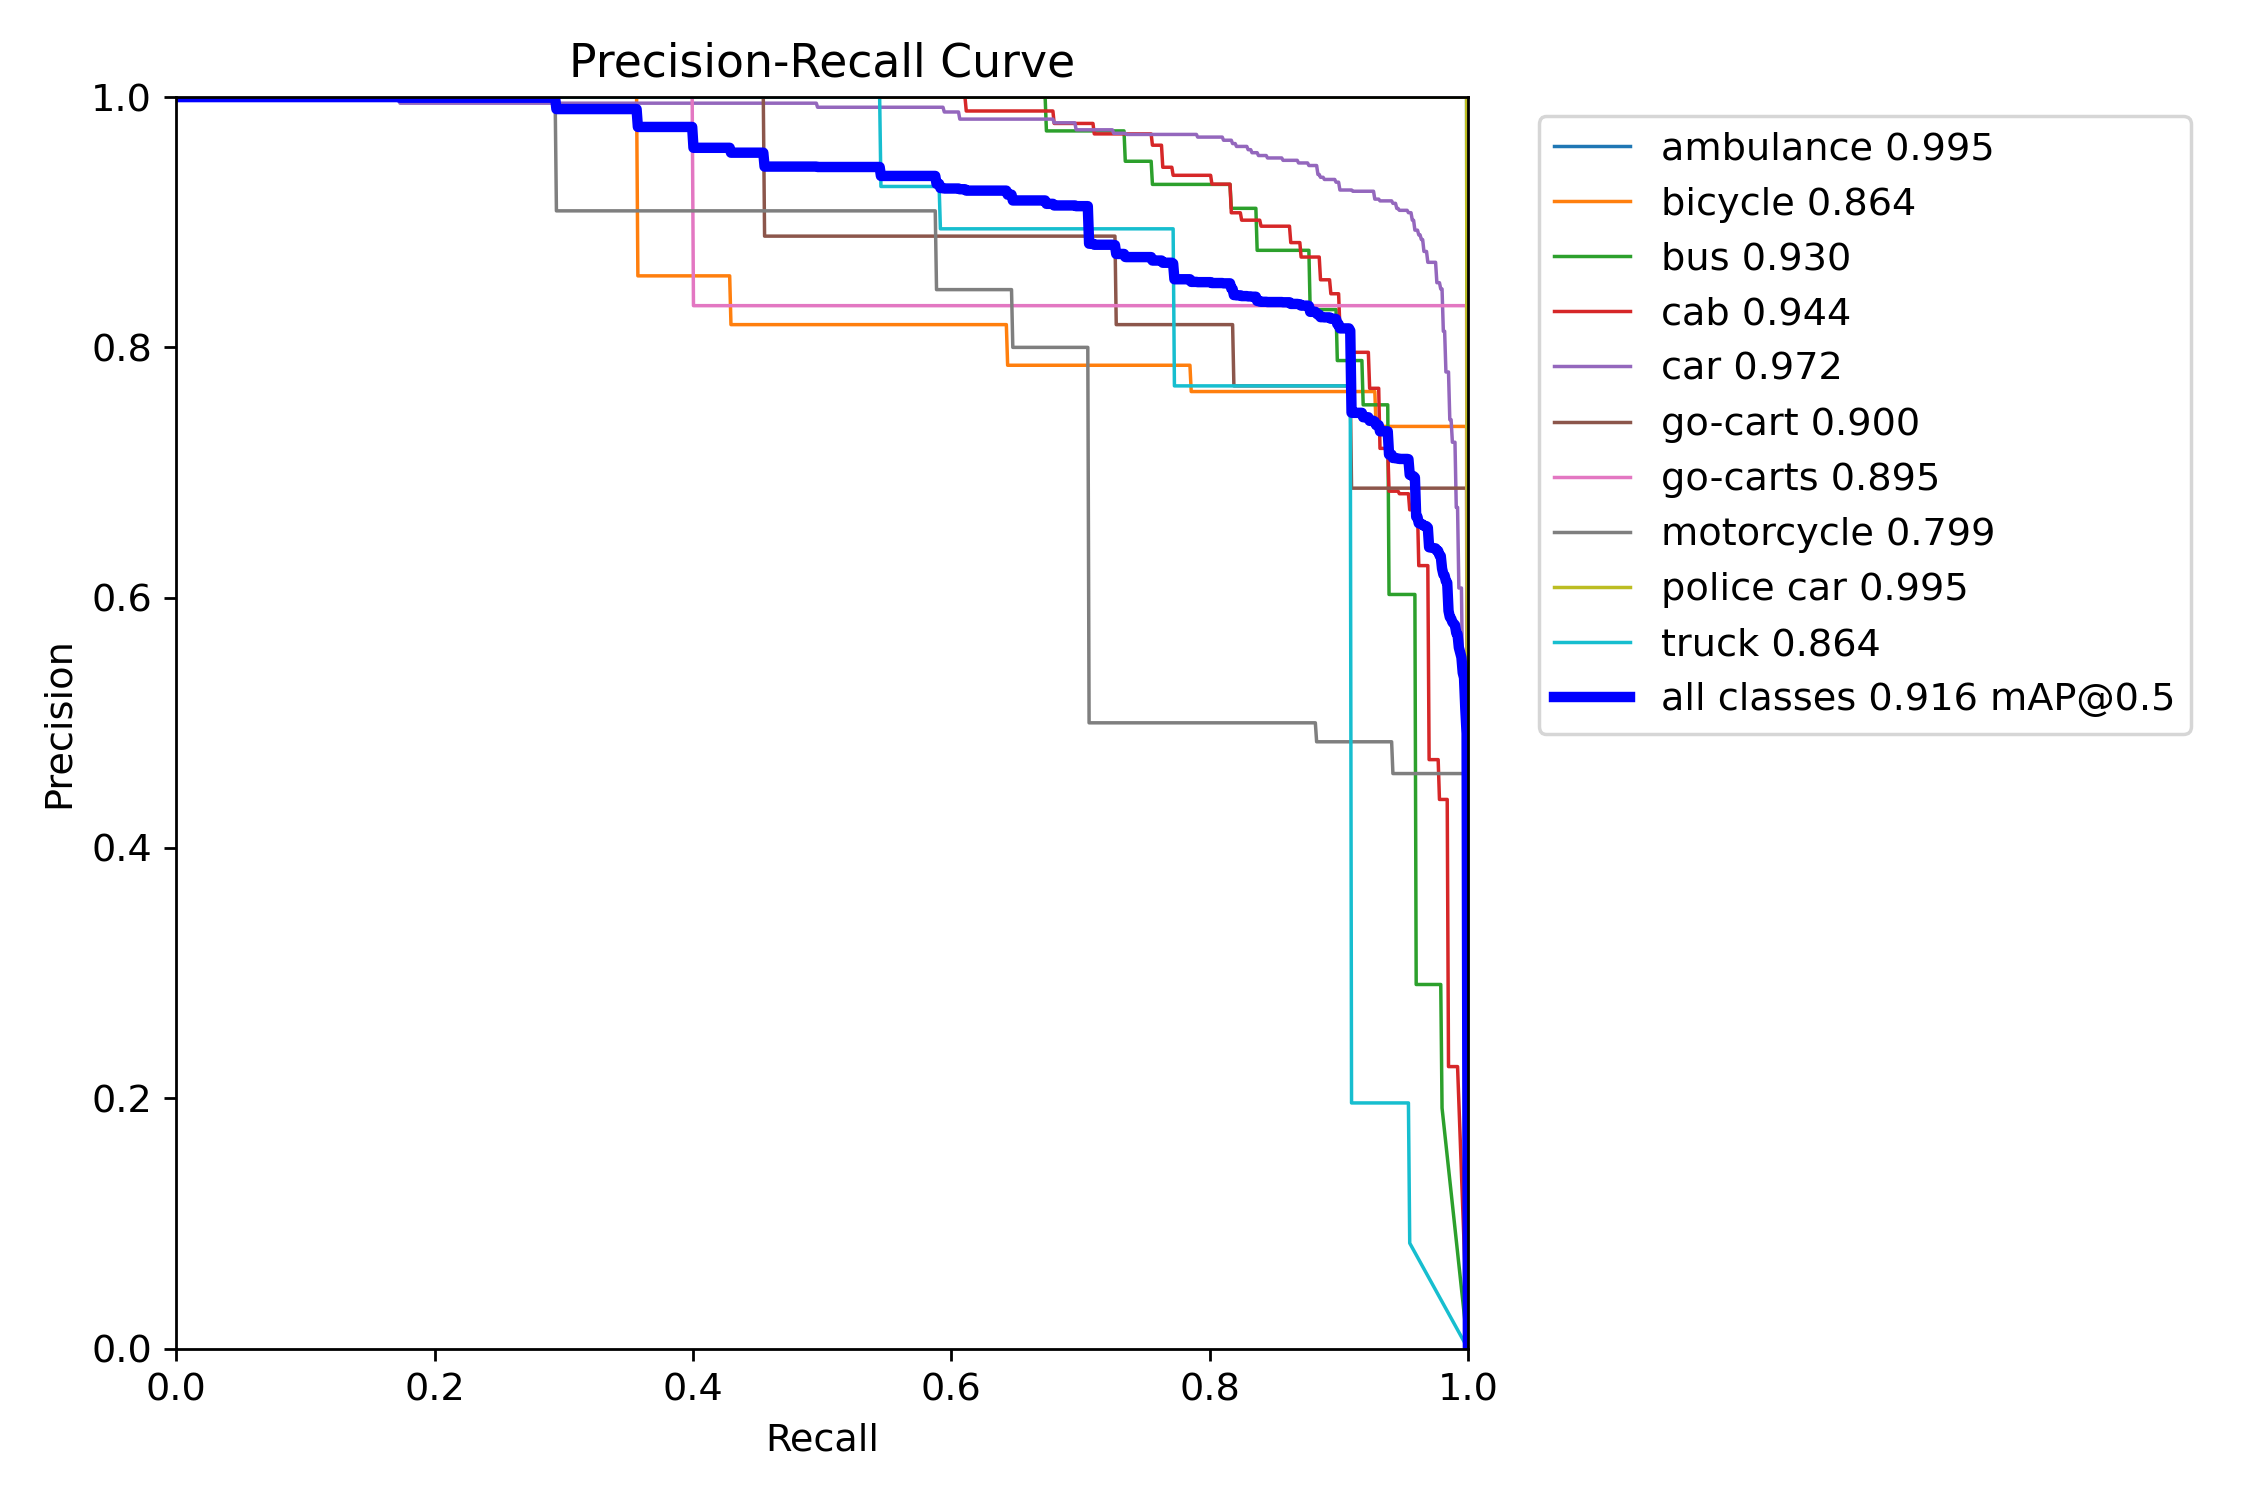 Precision-Recall Curve
1.0
0.8
0.6
0.4
0.2
0.0
Precision
0.0 0.2 0.4 0.6 0.8 1.0
Recall
ambulance 0.995
bicycle 0.864
bus 0.930
cab 0.944
car 0.972
go-cart 0.900
go-carts 0.895
motorcycle 0.799
police car 0.995
truck 0.864
all classes 0.916 mAP@0.5